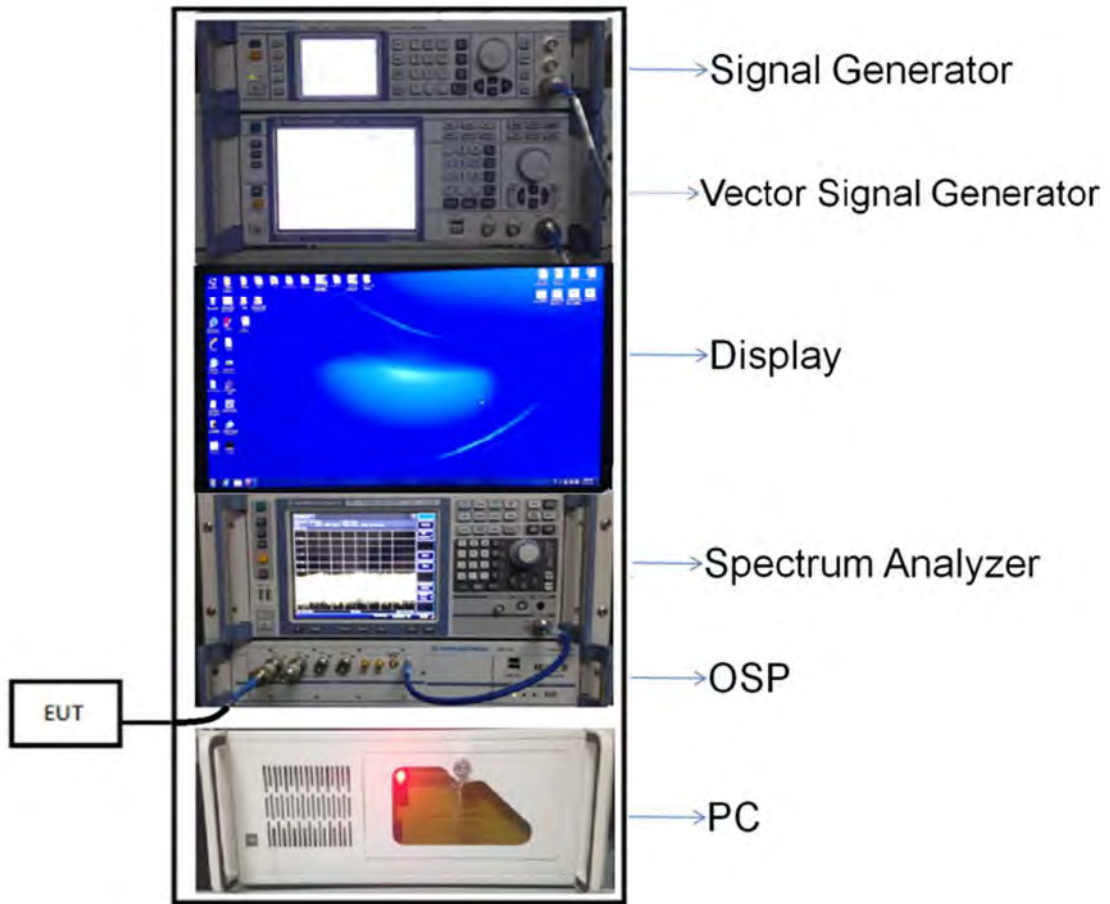 Signal Generator
Vector Signal Generator
Display
Spectrum Analyzer
OSP
EUT
PC